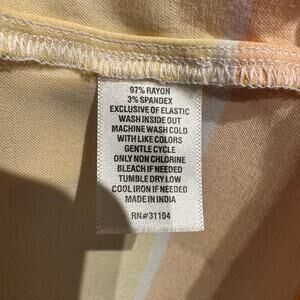 97% RAYON
3% SPANDEX
EXCLUSIVE OF ELASTIC
WASH INSIDE OUT
MACHINE WASH COLD
WITH LIKE COLORS
GENTLE CYCLE
ONLY NON CHLORINE
BLEACH IF NEEDED
TUMBLE DRY LOW
COOL IRON IF NEEDED
MADE IN INDIA
RN#31104